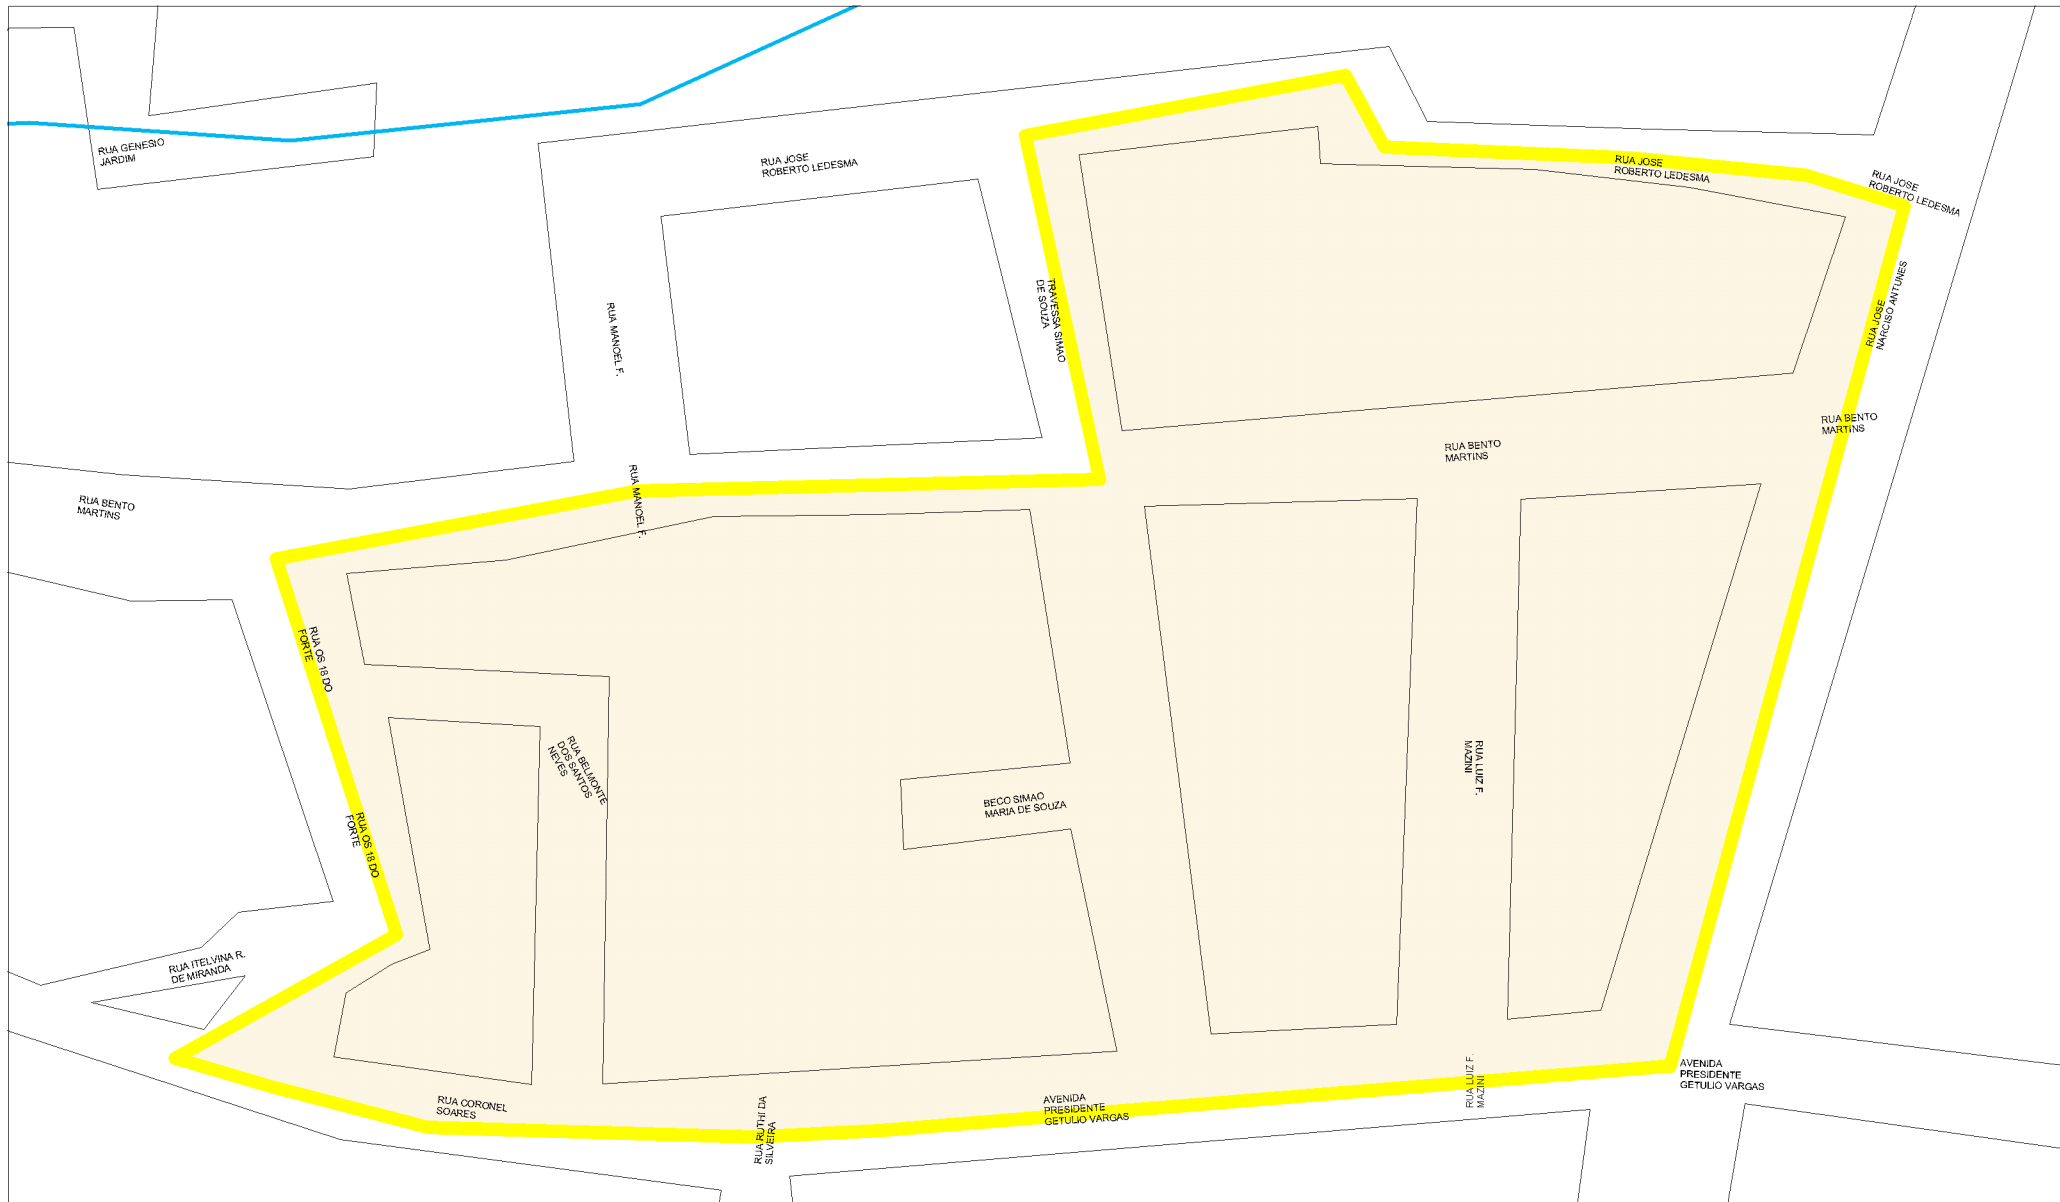 RUA GENESIO
JARDIM
RUA JOSE
ROBERTO LEDESMA
RUA JOSE
ROBERTO LEDESMA
RUA JOSE
ROBERTO LEDESMA
TRAVESSA SIMAO
DE SOUZA
RUA JOSE
NARCISO ANTUNES
RUA MANOEL F.
RUA BENTO
MARTINS
RUA BENTO
MARTINS
RUA MANOEL F.
RUA BENTO
MARTINS
RUA OS 18 DO
FORTE
RUA BELMONTE
DOS SANTOS
NEVES
RUA LUIZ F.
MAZINI
BECO SIMAO
MARIA DE SOUZA
RUA OS 18 DO
FORTE
RUA ITELVINA R.
DE MIRANDA
RUA LUIZ F.
MAZINI
AVENIDA
PRESIDENTE
GETULIO VARGAS
RUA CORONEL
SOARES
RUA RUTHI DA
SILVEIRA
AVENIDA
PRESIDENTE
GETULIO VARGAS